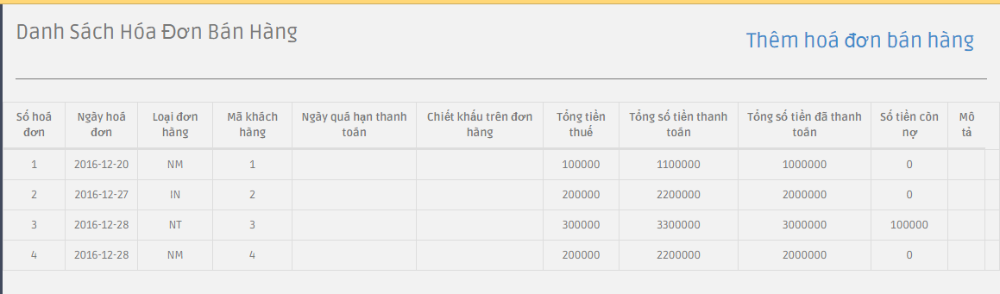 Danh Sách Hóa Đơn Bán Hàng
Thêm hoá đơn bán hàng
Số hoá đơn Ngày hoá đơn Loại đơn hàng Mã khách hàng Ngày quá hạn thanh toán Chiết khấu trên đơn hàng Tổng tiền thuế Tổng số tiền thanh toán Tổng số tiền đã thanh toán Số tiền còn nợ Mô tả
1 2016-12-20 NM 1 100000 1100000 1000000 0
2 2016-12-27 IN 2 200000 2200000 2000000 0
3 2016-12-28 NT 3 300000 3300000 3000000 100000
4 2016-12-28 NM 4 200000 2200000 2000000 0